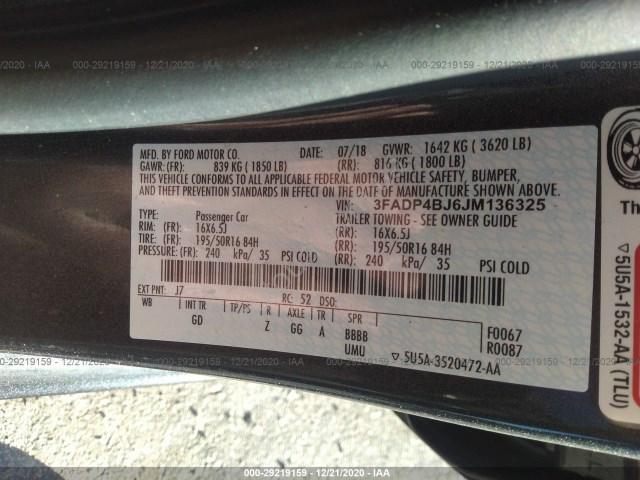 000-29219159 - 12/21/2020 - IAA 000-29219159 - 12/21/2020 - IAA
MFD. BY FORD MOTOR CO. DATE: 07/18 GVWR: 1642 KG ( 3620 LB)
GAWR: (FR): 839 KG ( 1850 LB) (RR): 816 KG ( 1800 LB)
THIS VEHICLE CONFORMS TO ALL APPLICABLE FEDERAL MOTOR VEHICLE SAFETY, BUMPER,
AND THEFT PREVENTION STANDARDS IN EFFECT ON THE DATE OF MANUFACTURE SHOWN ABOVE.
VIN: 3FADP4BJ6JM136325
TYPE: Passenger Car TRAILER TOWING - SEE OWNER GUIDE
RIM: (FR): 16X6.5J (RR): 16X6.5J
TIRE: (FR): 195/50R16 84H (RR): 195/50R16 84H
PRESSURE: (FR): 240 kPa/ 35 PSI COLD (RR): 240 kPa/ 35 PSI COLD
EXT PNT: J7 RC: 52 DSO:
WB INT TR TP/PS R AXLE TR SPR
GD Z GG A BBBB F0067
UMU ▽ 5U5A-3520472-AA R0087
Th
▽5U5A-1532-AA (TLU)
000-29219159 - 12/21/2020 - IAA 000-29219159 - 12/21/2020 - IAA
000-29219159 - 12/21/2020 - IAA